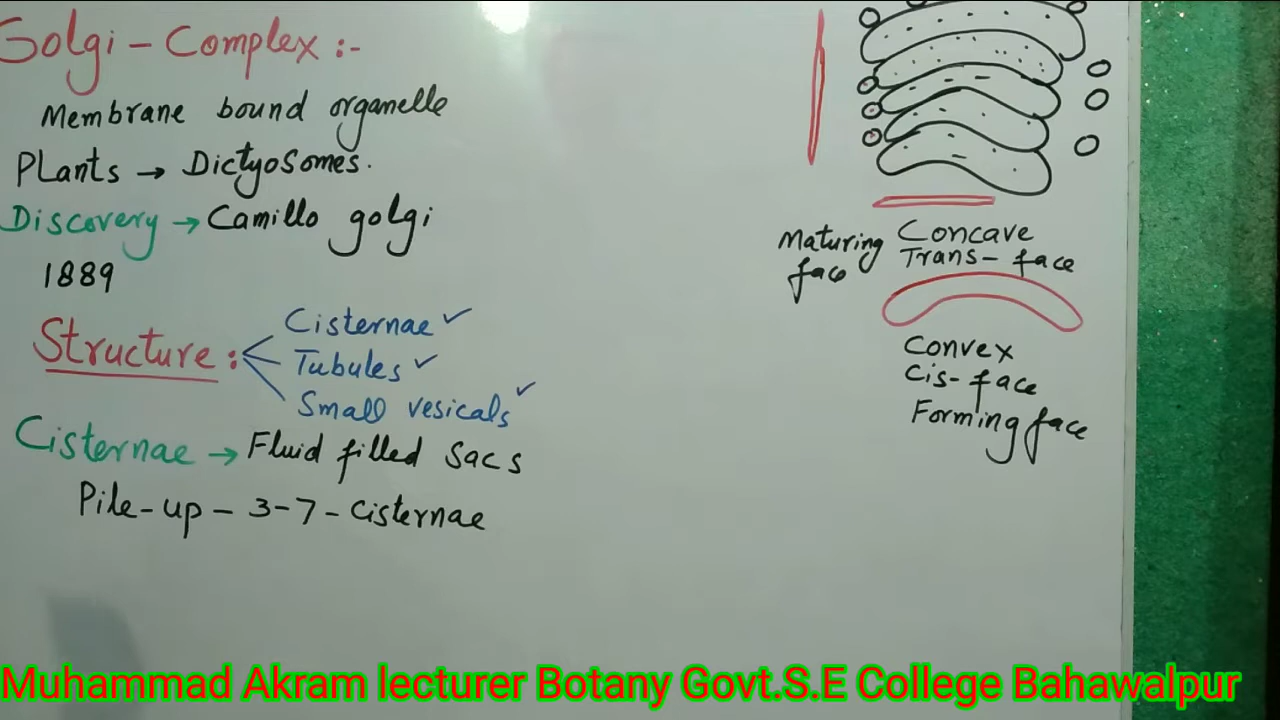 Golgi - Complex :-
Membrane bound organelle
Plants → Dictyosomes.
Discovery → Camillo golgi
1889
Structure :
Cisternae ✓
Tubules ✓
Small vesicals ✓
Cisternae → Fluid filled Sacs
Pile-up - 3-7 - Cisternae
Maturing
face
Concave
Trans- face
Convex
Cis- face
Forming face
Muhammad Akram lecturer Botany Govt.S.E College Bahawalpur